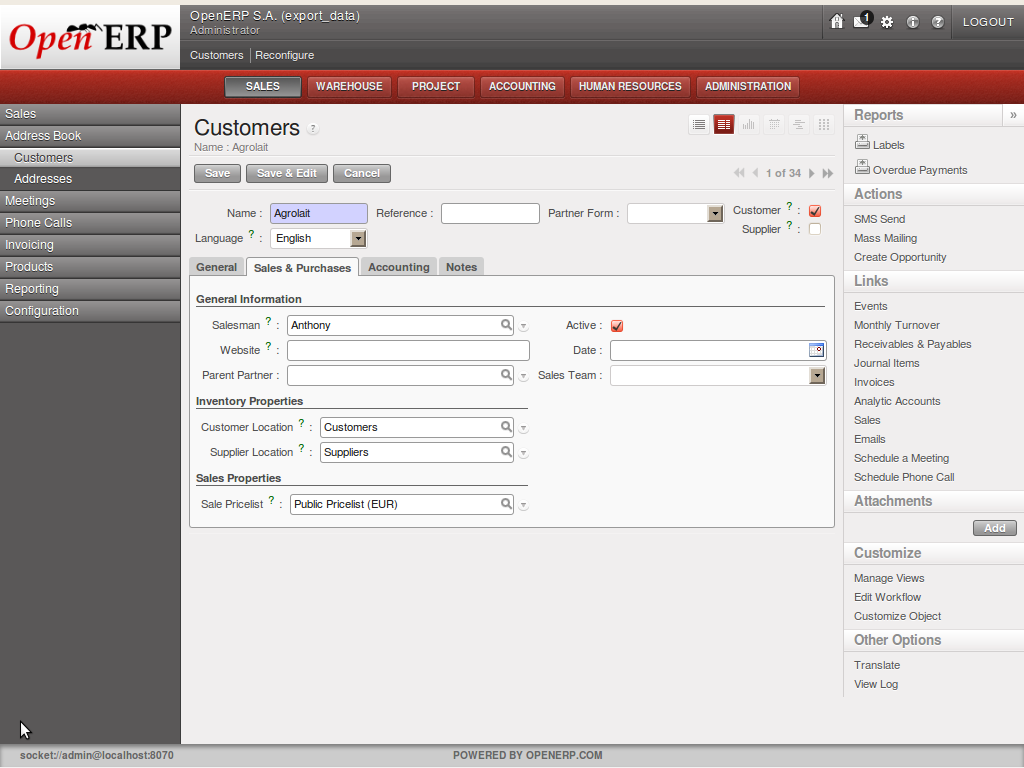 Open ERP
OpenERP S.A. (export_data)
Administrator
1
LOGOUT
Customers
Reconfigure
SALES
WAREHOUSE
PROJECT
ACCOUNTING
HUMAN RESOURCES
ADMINISTRATION
Sales
Address Book
Customers
Addresses
Meetings
Phone Calls
Invoicing
Products
Reporting
Configuration
Customers ?
Name : Agrolait
Save
Save & Edit
Cancel
1 of 34
Name : Agrolait
Reference :
Partner Form :
Customer ? :
Language ? : English
Supplier ? :
General
Sales & Purchases
Accounting
Notes
General Information
Salesman ? : Anthony
Active :
Website ? :
Date :
Parent Partner :
Sales Team :
Inventory Properties
Customer Location ? : Customers
Supplier Location ? : Suppliers
Sales Properties
Sale Pricelist ? : Public Pricelist (EUR)
Reports »
Labels
Overdue Payments
Actions
SMS Send
Mass Mailing
Create Opportunity
Links
Events
Monthly Turnover
Receivables & Payables
Journal Items
Invoices
Analytic Accounts
Sales
Emails
Schedule a Meeting
Schedule Phone Call
Attachments
Add
Customize
Manage Views
Edit Workflow
Customize Object
Other Options
Translate
View Log
socket://admin@localhost:8070
POWERED BY OPENERP.COM